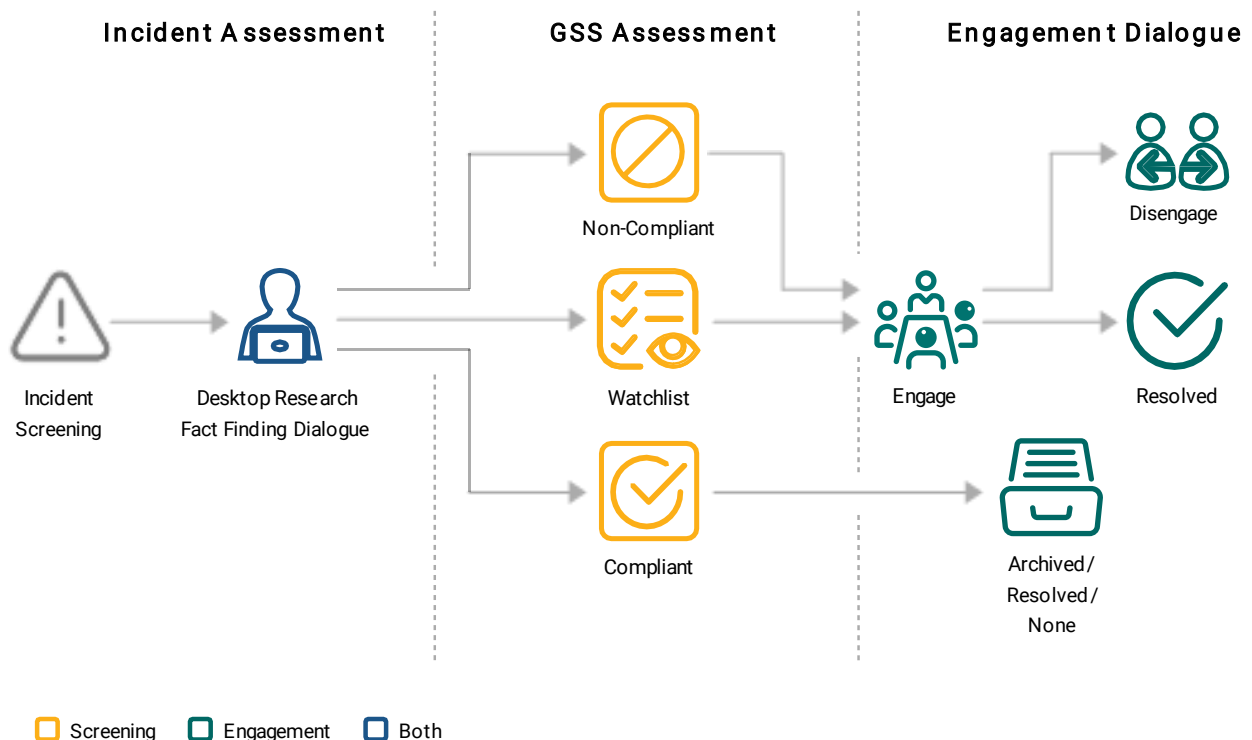 Incident Assessment
GSS Assessment
Engagement Dialogue
Non-Compliant
Disengage
Incident
Screening
Desktop Research
Fact Finding Dialogue
Watchlist
Engage
Resolved
Compliant
Archived/
Resolved/
None
Screening
Engagement
Both